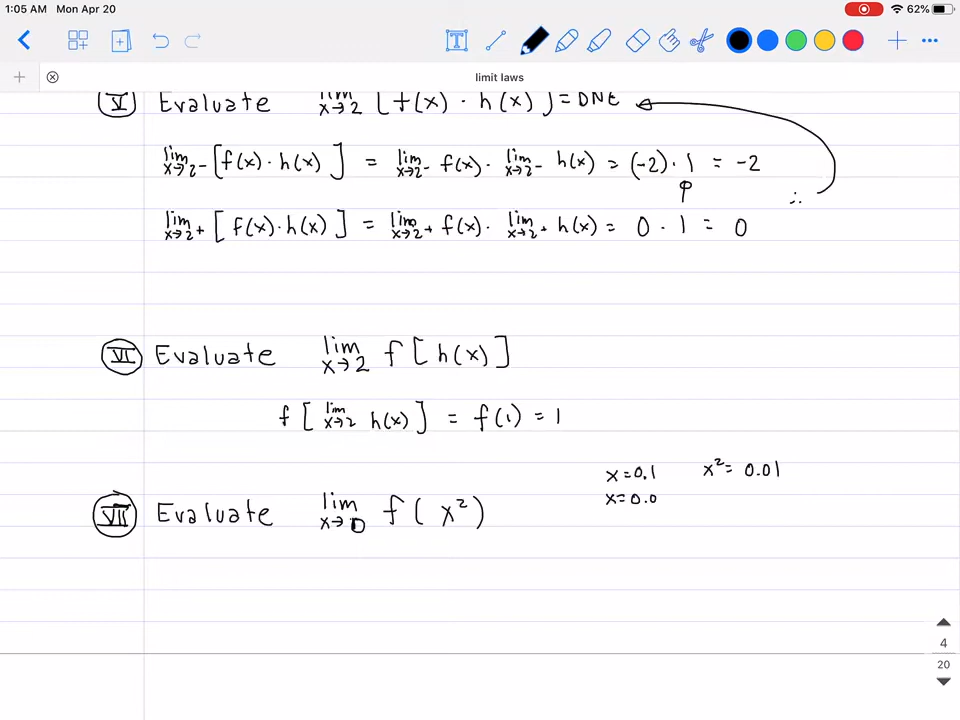 1:05 AM Mon Apr 20 62%
limit laws
V Evaluate lim x→2 [f(x) · h(x)] = DNE
lim x→2- [f(x) · h(x)] = lim x→2- f(x) · lim x→2- h(x) = (-2) · 1 = -2
∴
lim x→2+ [f(x) · h(x)] = lim x→2+ f(x) · lim x→2+ h(x) = 0 · 1 = 0
VI Evaluate lim x→2 f[h(x)]
f[lim x→2 h(x)] = f(1) = 1
x=0.1 x²= 0.01
x=0.0
VII Evaluate lim x→0 f(x²)
4
20